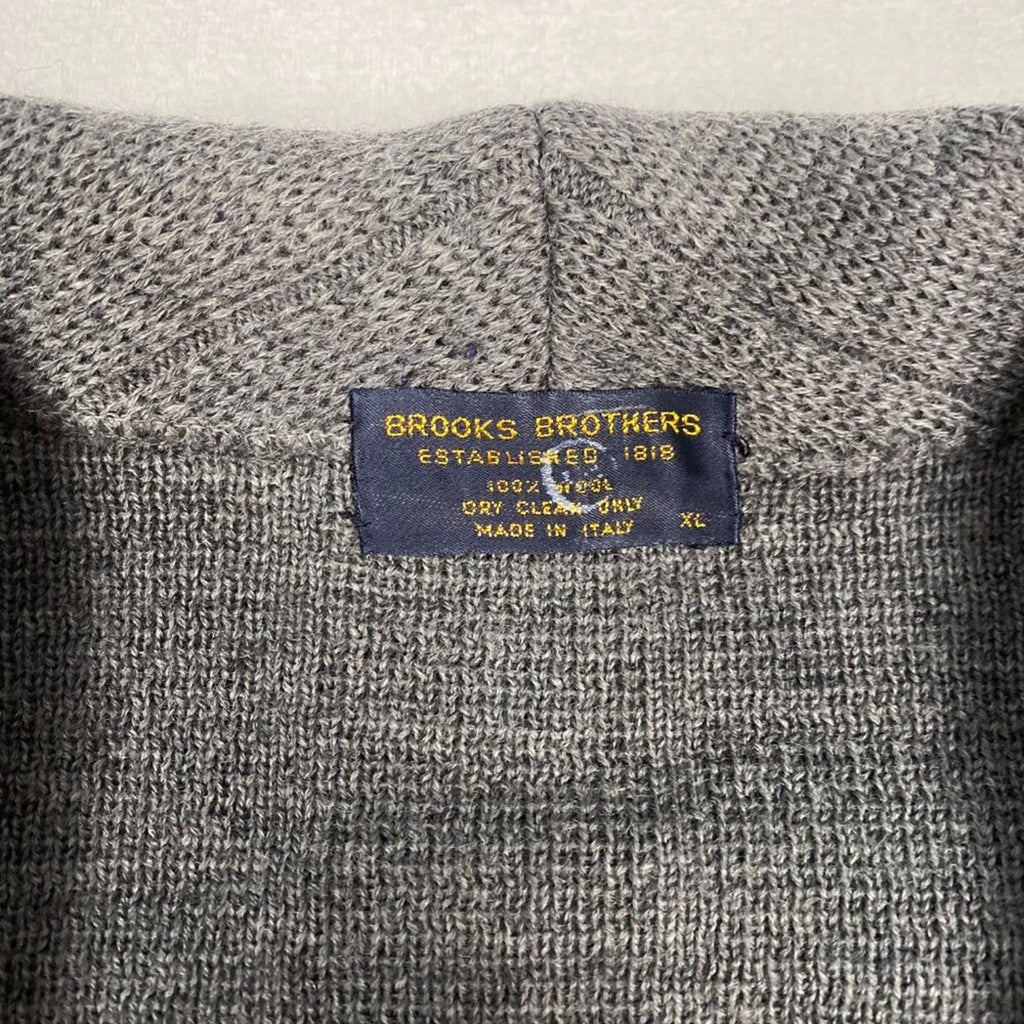 BROOKS BROTHERS
ESTABLISHED 1818
100% WOOL
DRY CLEAN ONLY
MADE IN ITALY XL